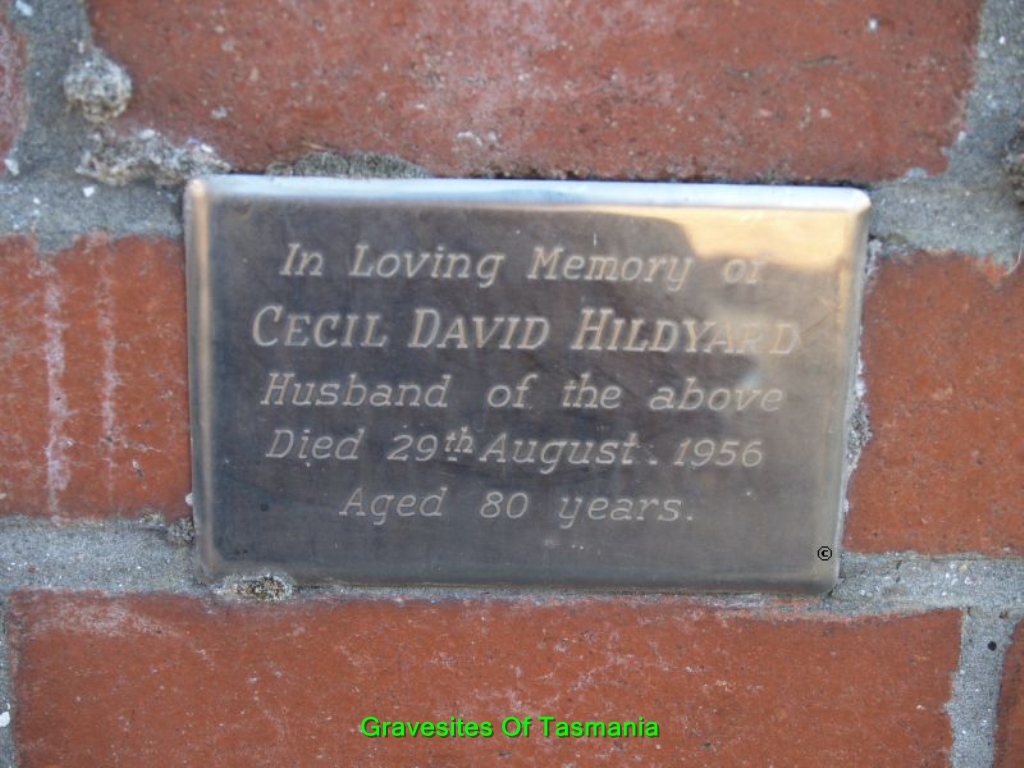 In Loving Memory of
CECIL DAVID HILDYARD
Husband of the above
Died 29th August. 1956
Aged 80 years.
©
Gravesites Of Tasmania